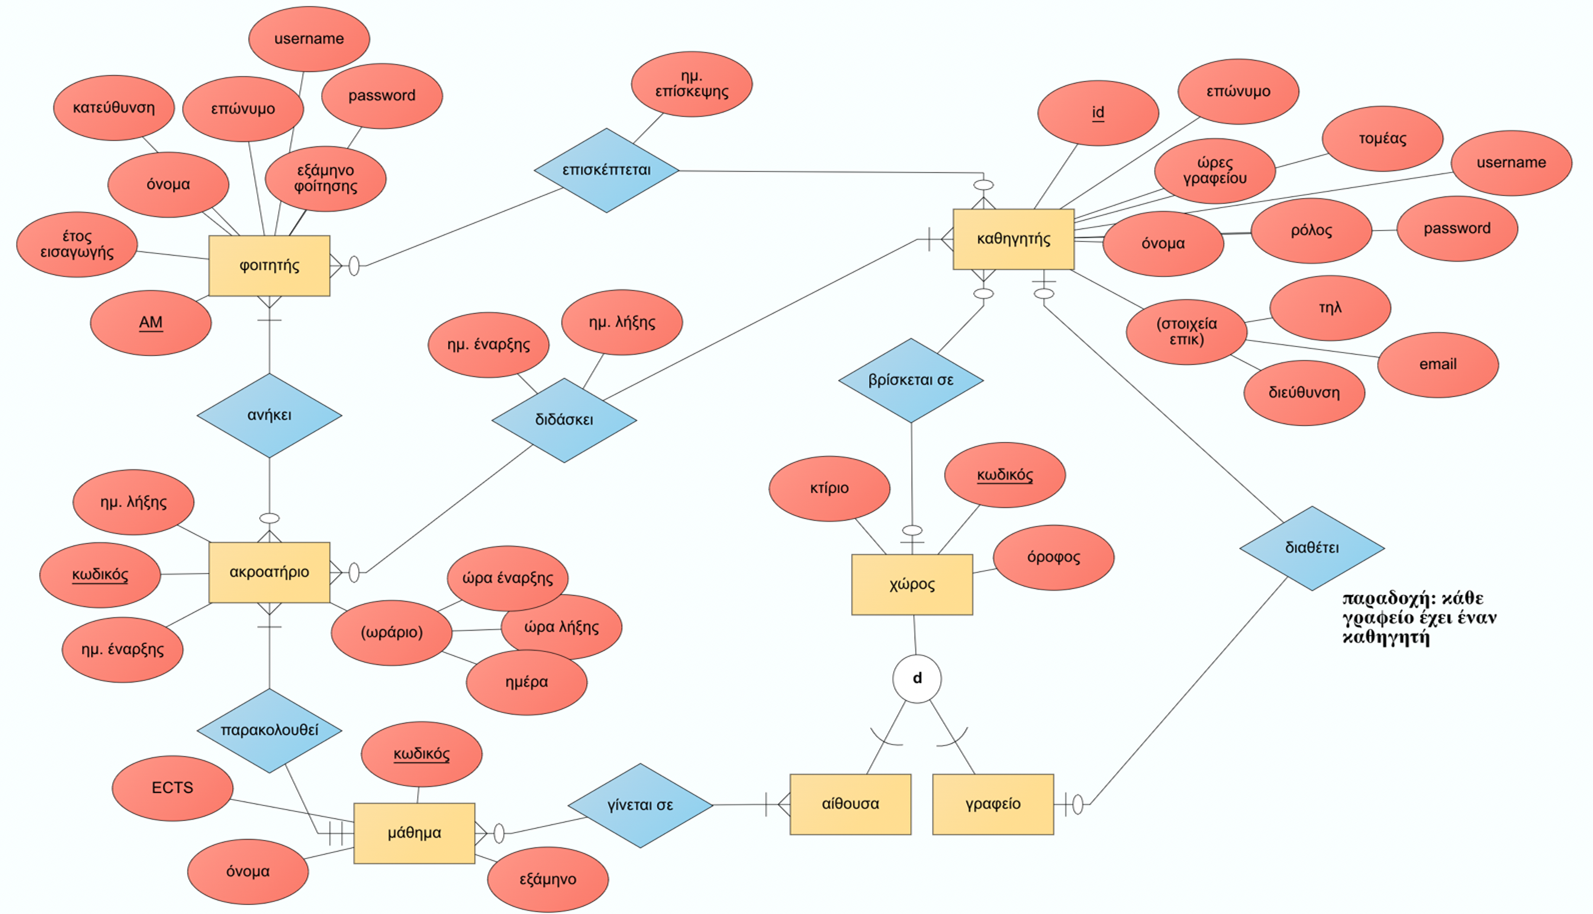 username
κατεύθυνση
επώνυμο
password
όνομα
εξάμηνο
φοίτησης
έτος
εισαγωγής
φοιτητής
ΑΜ
ημ.
επίσκεψης
επισκέπτεται
id
επώνυμο
τομέας
ώρες
γραφείου
username
όνομα
ρόλος
password
καθηγητής
(στοιχεία
επικ)
τηλ
email
διεύθυνση
ημ. έναρξης
ημ. λήξης
διδάσκει
ανήκει
βρίσκεται σε
κτίριο
κωδικός
όροφος
χώρος
διαθέτει
παραδοχή: κάθε
γραφείο έχει έναν
καθηγητή
ημ. λήξης
κωδικός
ημ. έναρξης
ακροατήριο
(ωράριο)
ώρα έναρξης
ώρα λήξης
ημέρα
d
παρακολουθεί
κωδικός
ECTS
όνομα
μάθημα
εξάμηνο
γίνεται σε
αίθουσα
γραφείο